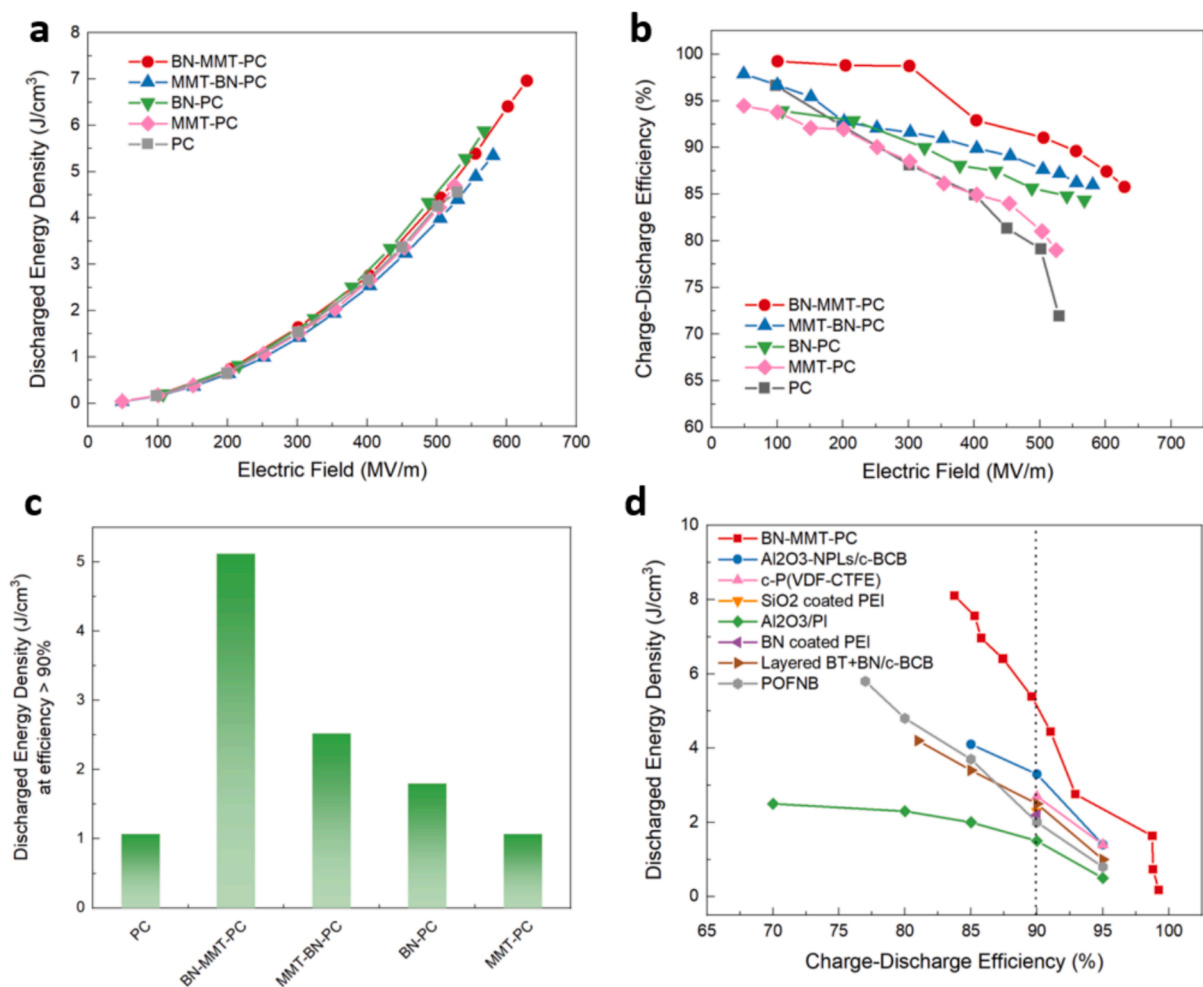 a
8
7
6
5
4
3
2
1
0
Discharged Energy Density (J/cm³)
BN-MMT-PC
MMT-BN-PC
BN-PC
MMT-PC
PC
0 100 200 300 400 500 600 700
Electric Field (MV/m)
b
100
95
90
85
80
75
70
65
60
Charge-Discharge Efficiency (%)
BN-MMT-PC
MMT-BN-PC
BN-PC
MMT-PC
PC
0 100 200 300 400 500 600 700
Electric Field (MV/m)
c
5
4
3
2
1
0
Discharged Energy Density (J/cm³)
at efficiency > 90%
PC
BN-MMT-PC
MMT-BN-PC
BN-PC
MMT-PC
d
10
8
6
4
2
0
Discharged Energy Density (J/cm³)
BN-MMT-PC
Al2O3-NPLs/c-BCB
c-P(VDF-CTFE)
SiO2 coated PEI
Al2O3/PI
BN coated PEI
Layered BT+BN/c-BCB
POFNB
65 70 75 80 85 90 95 100
Charge-Discharge Efficiency (%)